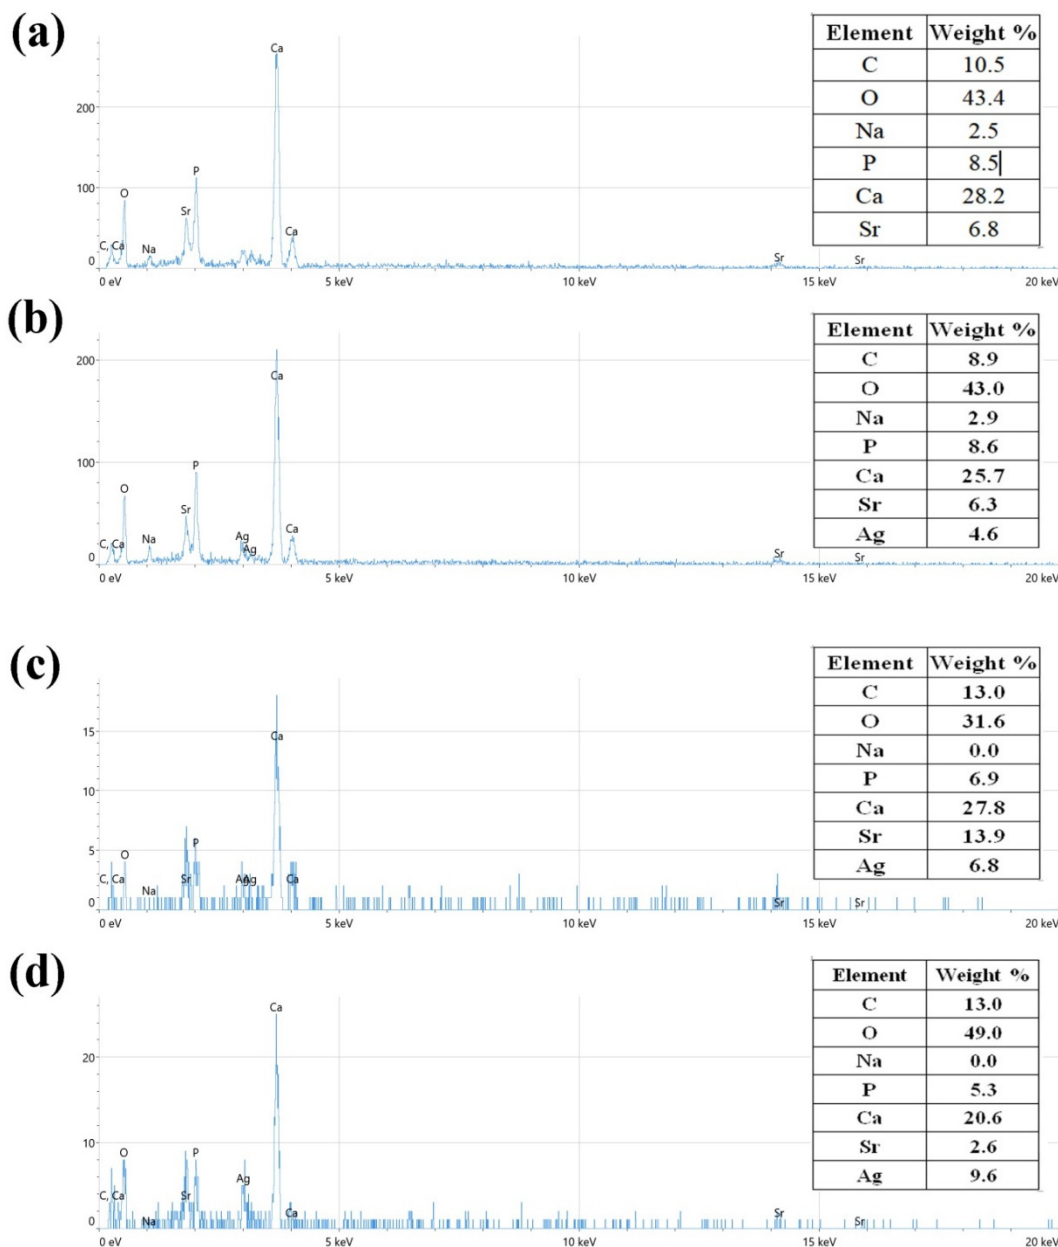 (a)
Ca
200
P
100
O
Sr
Ca
C, Ca
Na
0
Sr
Sr
0 eV
5 keV
10 keV
15 keV
20 keV
Element Weight %
C 10.5
O 43.4
Na 2.5
P 8.5
Ca 28.2
Sr 6.8
(b)
200
Ca
P
100
O
Sr
Ag
Ca
C, Ca
Na
Ag
0
Sr
Sr
0 eV
5 keV
10 keV
15 keV
20 keV
Element Weight %
C 8.9
O 43.0
Na 2.9
P 8.6
Ca 25.7
Sr 6.3
Ag 4.6
(c)
15
Ca
10
P
5
O
C, Ca
Sr
Ag
Ag
Ca
Na
0
Sr
Sr
0 eV
5 keV
10 keV
15 keV
20 keV
Element Weight %
C 13.0
O 31.6
Na 0.0
P 6.9
Ca 27.8
Sr 13.9
Ag 6.8
(d)
Ca
20
10
O
P
Ag
C, Ca
Sr
Ca
Na
0
Sr
Sr
0 eV
5 keV
10 keV
15 keV
20 keV
Element Weight %
C 13.0
O 49.0
Na 0.0
P 5.3
Ca 20.6
Sr 2.6
Ag 9.6